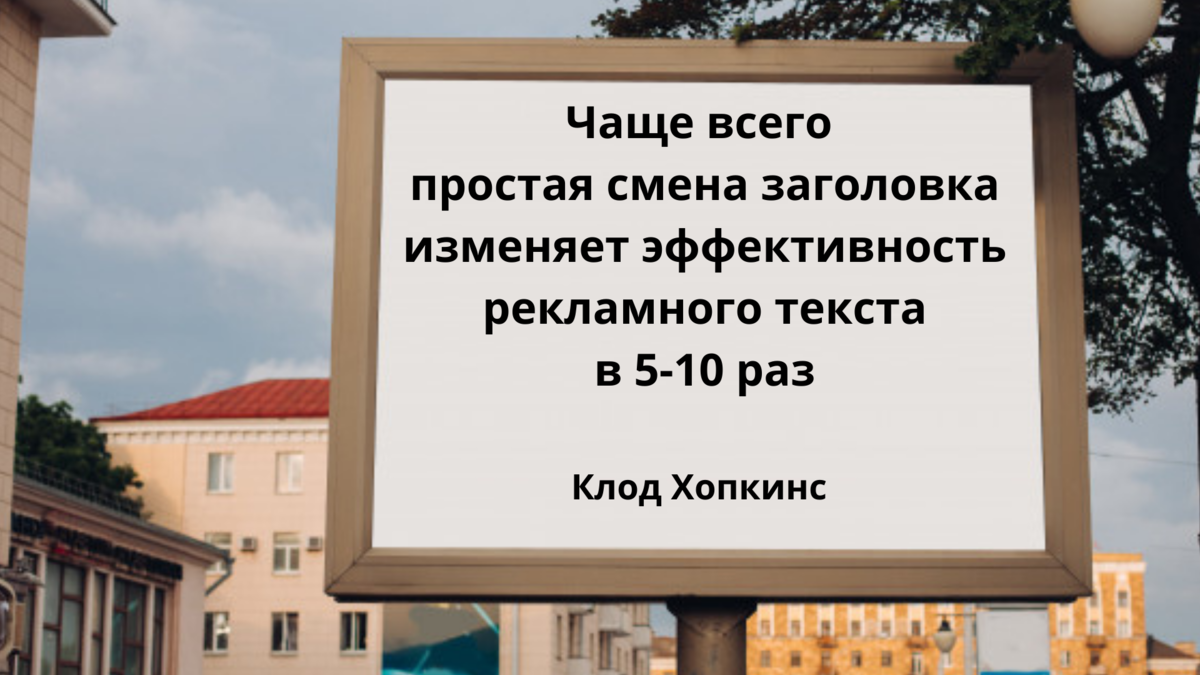 Чаще всего
простая смена заголовка
изменяет эффективность
рекламного текста
в 5-10 раз
Клод Хопкинс